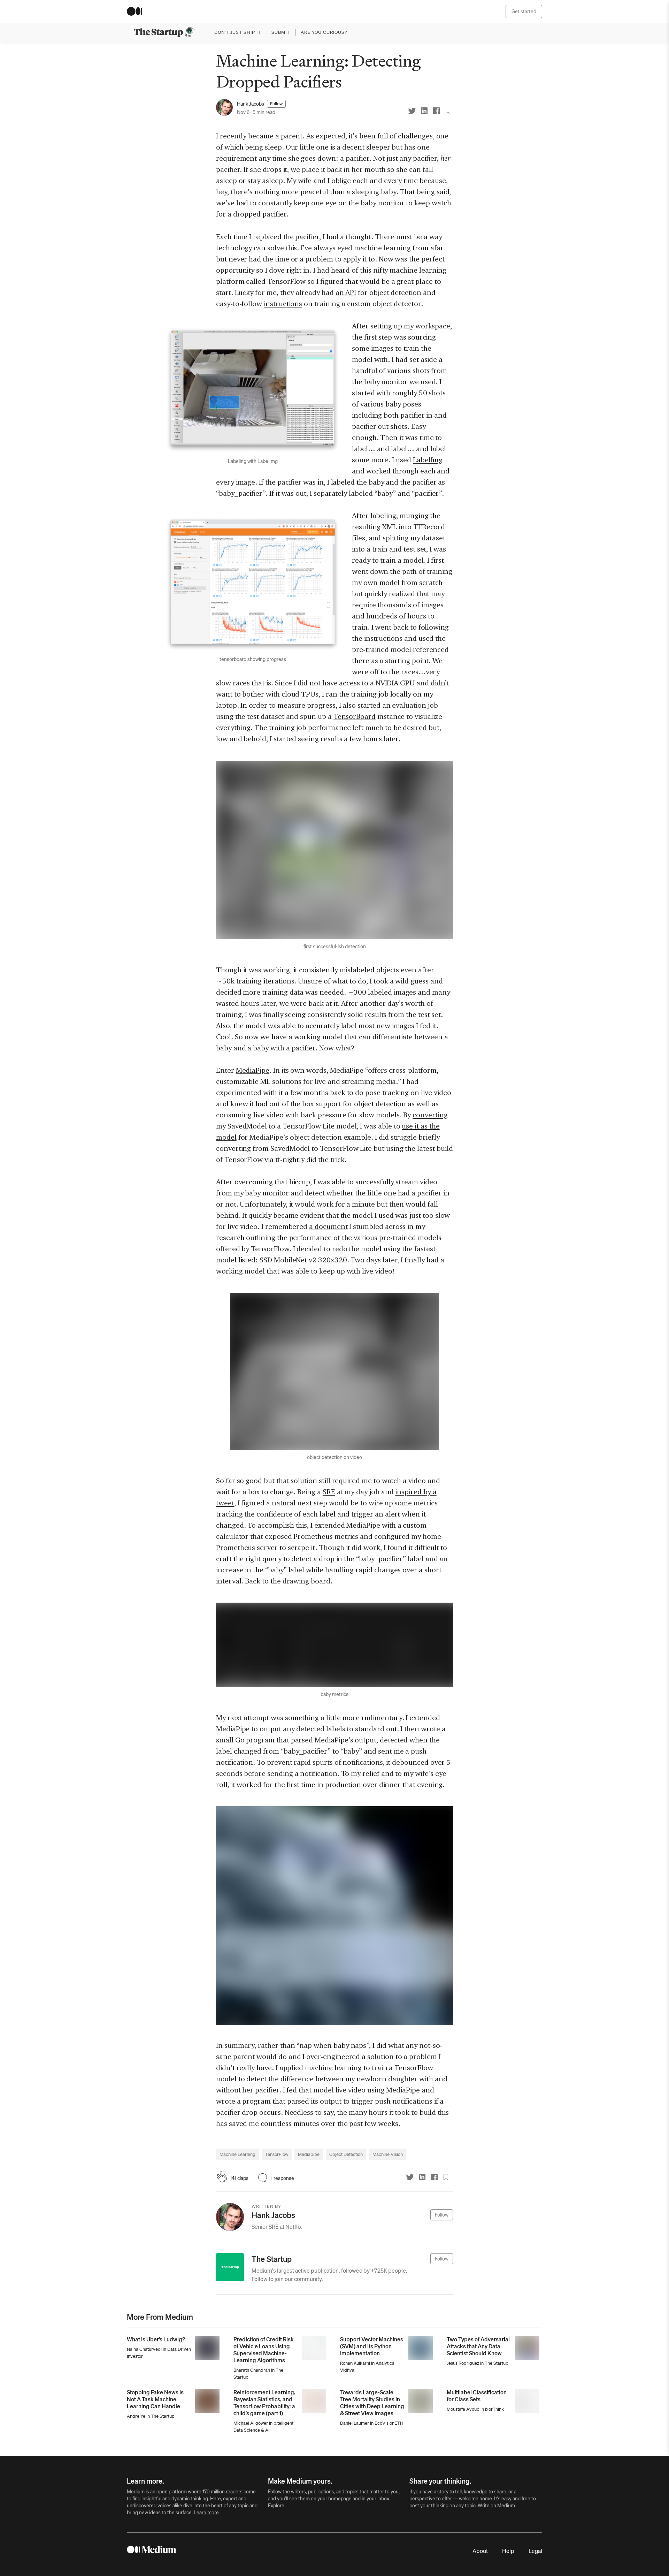 Get started
The Startup
DON'T JUST SHIP IT
SUBMIT
ARE YOU CURIOUS?
Machine Learning: Detecting
Dropped Pacifiers
Hank Jacobs
Follow
Nov 6 · 5 min read
I recently became a parent. As expected, it’s been full of challenges, one
of which being sleep. Our little one is a decent sleeper but has one
requirement any time she goes down: a pacifier. Not just any pacifier, her
pacifier. If she drops it, we place it back in her mouth so she can fall
asleep or stay asleep. My wife and I oblige each and every time because,
hey, there’s nothing more peaceful than a sleeping baby. That being said,
we’ve had to constantly keep one eye on the baby monitor to keep watch
for a dropped pacifier.
Each time I replaced the pacifier, I had a thought. There must be a way
technology can solve this. I’ve always eyed machine learning from afar
but never had the time or a problem to apply it to. Now was the perfect
opportunity so I dove right in. I had heard of this nifty machine learning
platform called TensorFlow so I figured that would be a great place to
start. Lucky for me, they already had an API for object detection and
easy-to-follow instructions on training a custom object detector.
Labeling with LabelImg
After setting up my workspace,
the first step was sourcing
some images to train the
model with. I had set aside a
handful of various shots from
the baby monitor we used. I
started with roughly 50 shots
of various baby poses
including both pacifier in and
pacifier out shots. Easy
enough. Then it was time to
label… and label… and label
some more. I used LabelImg
and worked through each and
every image. If the pacifier was in, I labeled the baby and the pacifier as
“baby_pacifier”. If it was out, I separately labeled “baby” and “pacifier”.
tensorboard showing progress
After labeling, munging the
resulting XML into TFRecord
files, and splitting my dataset
into a train and test set, I was
ready to train a model. I first
went down the path of training
my own model from scratch
but quickly realized that may
require thousands of images
and hundreds of hours to
train. I went back to following
the instructions and used the
pre-trained model referenced
there as a starting point. We
were off to the races…very
slow races that is. Since I did not have access to a NVIDIA GPU and didn’t
want to bother with cloud TPUs, I ran the training job locally on my
laptop. In order to measure progress, I also started an evaluation job
using the test dataset and spun up a TensorBoard instance to visualize
everything. The training job performance left much to be desired but,
low and behold, I started seeing results a few hours later.
first successful-ish detection
Though it was working, it consistently mislabeled objects even after
~50k training iterations. Unsure of what to do, I took a wild guess and
decided more training data was needed. +300 labeled images and many
wasted hours later, we were back at it. After another day’s worth of
training, I was finally seeing consistently solid results from the test set.
Also, the model was able to accurately label most new images I fed it.
Cool. So now we have a working model that can differentiate between a
baby and a baby with a pacifier. Now what?
Enter MediaPipe. In its own words, MediaPipe “offers cross-platform,
customizable ML solutions for live and streaming media.” I had
experimented with it a few months back to do pose tracking on live video
and knew it had out of the box support for object detection as well as
consuming live video with back pressure for slow models. By converting
my SavedModel to a TensorFlow Lite model, I was able to use it as the
model for MediaPipe’s object detection example. I did struggle briefly
converting from SavedModel to TensorFlow Lite but using the latest build
of TensorFlow via tf-nightly did the trick.
After overcoming that hiccup, I was able to successfully stream video
from my baby monitor and detect whether the little one had a pacifier in
or not. Unfortunately, it would work for a minute but then would fall
behind. It quickly became evident that the model I used was just too slow
for live video. I remembered a document I stumbled across in my
research outlining the performance of the various pre-trained models
offered by TensorFlow. I decided to redo the model using the fastest
model listed: SSD MobileNet v2 320x320. Two days later, I finally had a
working model that was able to keep up with live video!
object detection on video
So far so good but that solution still required me to watch a video and
wait for a box to change. Being a SRE at my day job and inspired by a
tweet, I figured a natural next step would be to wire up some metrics
tracking the confidence of each label and trigger an alert when it
changed. To accomplish this, I extended MediaPipe with a custom
calculator that exposed Prometheus metrics and configured my home
Prometheus server to scrape it. Though it did work, I found it difficult to
craft the right query to detect a drop in the “baby_pacifier” label and an
increase in the “baby” label while handling rapid changes over a short
interval. Back to the drawing board.
baby metrics
My next attempt was something a little more rudimentary. I extended
MediaPipe to output any detected labels to standard out. I then wrote a
small Go program that parsed MediaPipe’s output, detected when the
label changed from “baby_pacifier” to “baby” and sent me a push
notification. To prevent rapid spurts of notifications, it debounced over 5
seconds before sending a notification. To my relief and to my wife’s eye
roll, it worked for the first time in production over dinner that evening.
In summary, rather than “nap when baby naps”, I did what any not-so-
sane parent would do and I over-engineered a solution to a problem I
didn’t really have. I applied machine learning to train a TensorFlow
model to detect the difference between my newborn daughter with and
without her pacifier. I fed that model live video using MediaPipe and
wrote a program that parsed its output to trigger push notifications if a
pacifier drop occurs. Needless to say, the many hours it took to build this
has saved me countless minutes over the past few weeks.
Machine Learning
TensorFlow
Mediapipe
Object Detection
Machine Vision
141 claps
1 response
WRITTEN BY
Hank Jacobs
Follow
Senior SRE at Netflix
The Startup
The Startup
Follow
Medium's largest active publication, followed by +725K people.
Follow to join our community.
More From Medium
What is Uber's Ludwig?
Naina Chaturvedi in Data Driven
Investor
Prediction of Credit Risk
of Vehicle Loans Using
Supervised Machine-
Learning Algorithms
Bharath Chandran in The
Startup
Support Vector Machines
(SVM) and its Python
implementation
Rohan Kulkarni in Analytics
Vidhya
Two Types of Adversarial
Attacks that Any Data
Scientist Should Know
Jesus Rodriguez in The Startup
Stopping Fake News Is
Not A Task Machine
Learning Can Handle
Andre Ye in The Startup
Reinforcement Learning,
Bayesian Statistics, and
Tensorflow Probability: a
child's game (part 1)
Michael Allgöwer in b.telligent
Data Science & AI
Towards Large-Scale
Tree Mortality Studies in
Cities with Deep Learning
& Street View Images
Daniel Laumer in EcoVisionETH
Multilabel Classification
for Class Sets
Moustafa Ayoub in IxorThink
Learn more.
Medium is an open platform where 170 million readers come
to find insightful and dynamic thinking. Here, expert and
undiscovered voices alike dive into the heart of any topic and
bring new ideas to the surface. Learn more
Make Medium yours.
Follow the writers, publications, and topics that matter to you,
and you'll see them on your homepage and in your inbox.
Explore
Share your thinking.
If you have a story to tell, knowledge to share, or a
perspective to offer — welcome home. It's easy and free to
post your thinking on any topic. Write on Medium
Medium
About
Help
Legal